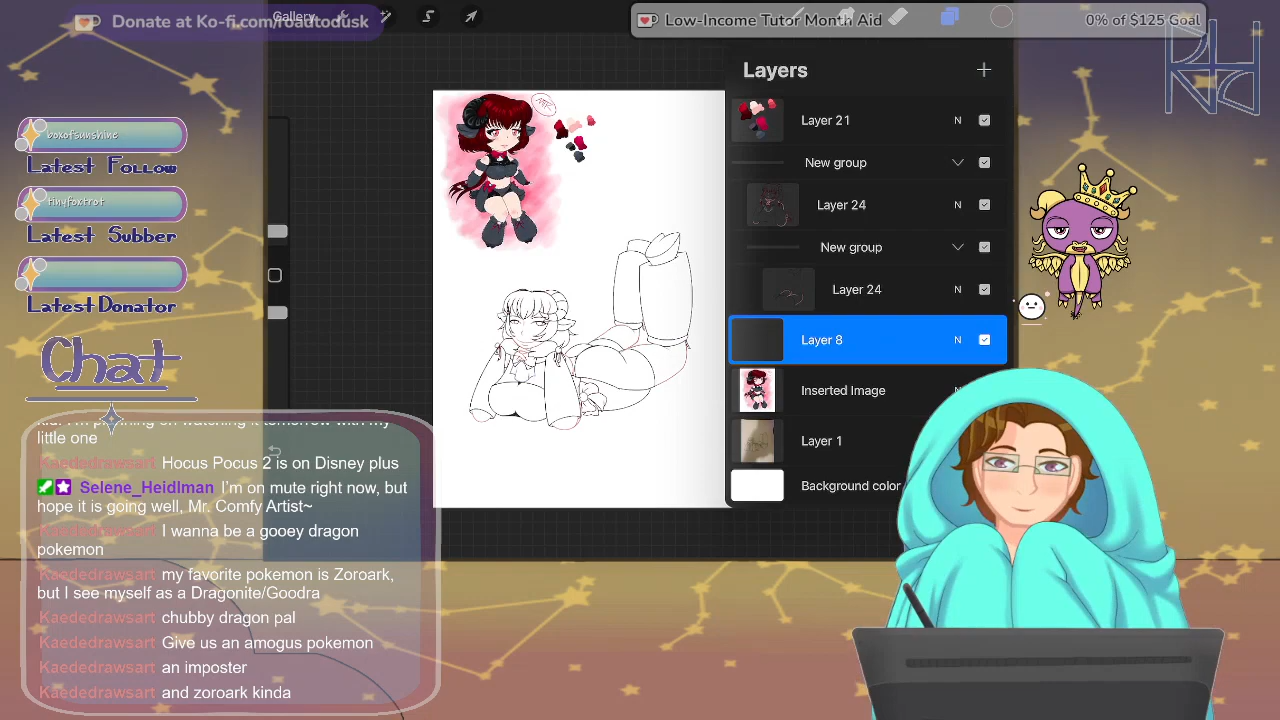 Donate at Ko-fi.com/roadtodusk
Gallery
Low-Income Tutor Month Aid
0% of $125 Goal
Layers
Layer 21
N
New group
Layer 24
N
New group
Layer 24
N
Layer 8
N
Inserted Image
N
Layer 1
Background color
boxofsunshine
Latest Follow
tinyfoxtrot
Latest Subber
Latest Donator
Chat
little one
Kaededrawsart Hocus Pocus 2 is on Disney plus
Selene_Heidlman I'm on mute right now, but
hope it is going well, Mr. Comfy Artist~
Kaededrawsart I wanna be a gooey dragon
pokemon
Kaededrawsart my favorite pokemon is Zoroark,
but I see myself as a Dragonite/Goodra
Kaededrawsart chubby dragon pal
Kaededrawsart Give us an amogus pokemon
Kaededrawsart an imposter
Kaededrawsart and zoroark kinda